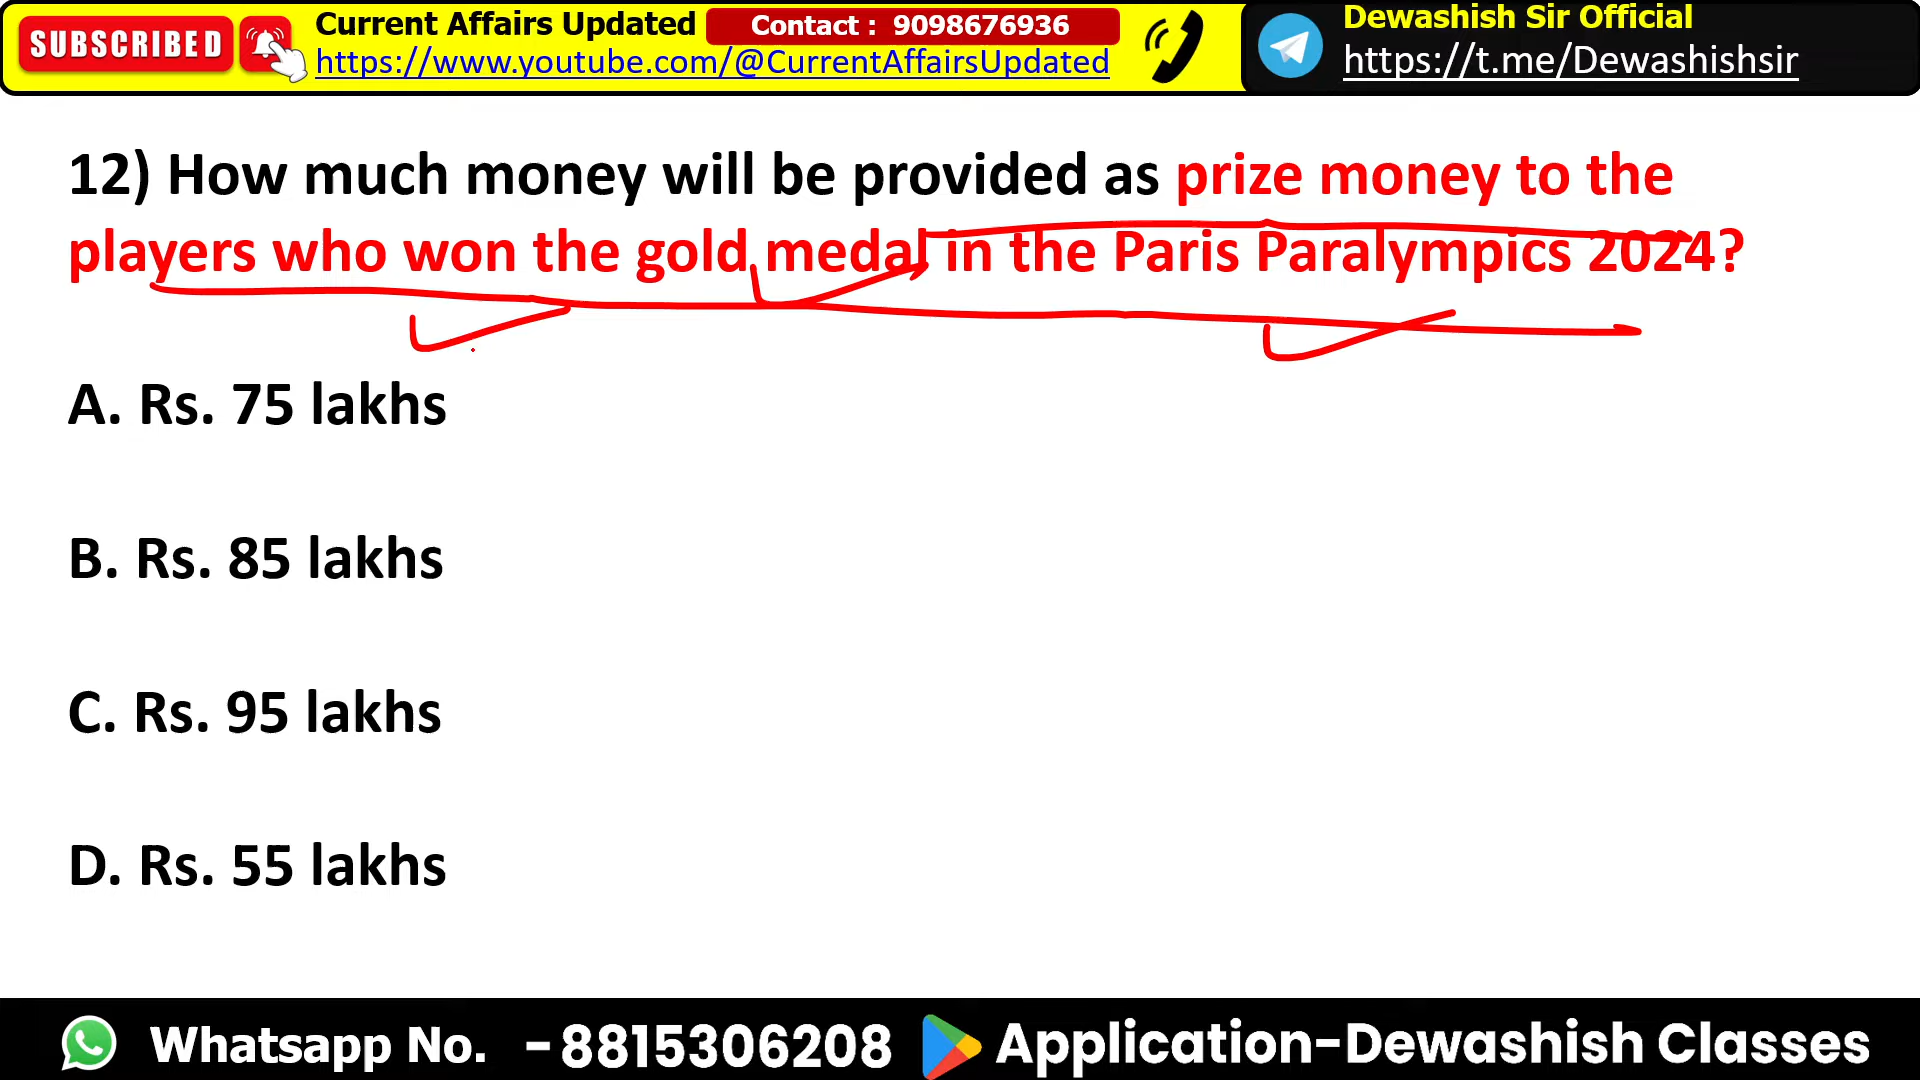 SUBSCRIBED
Current Affairs Updated
Contact : 9098676936
https://www.youtube.com/@CurrentAffairsUpdated
Dewashish Sir Official
https://t.me/Dewashishsir
12) How much money will be provided as prize money to the
players who won the gold medal in the Paris Paralympics 2024?
A. Rs. 75 lakhs
B. Rs. 85 lakhs
C. Rs. 95 lakhs
D. Rs. 55 lakhs
Whatsapp No. -8815306208 Application-Dewashish Classes